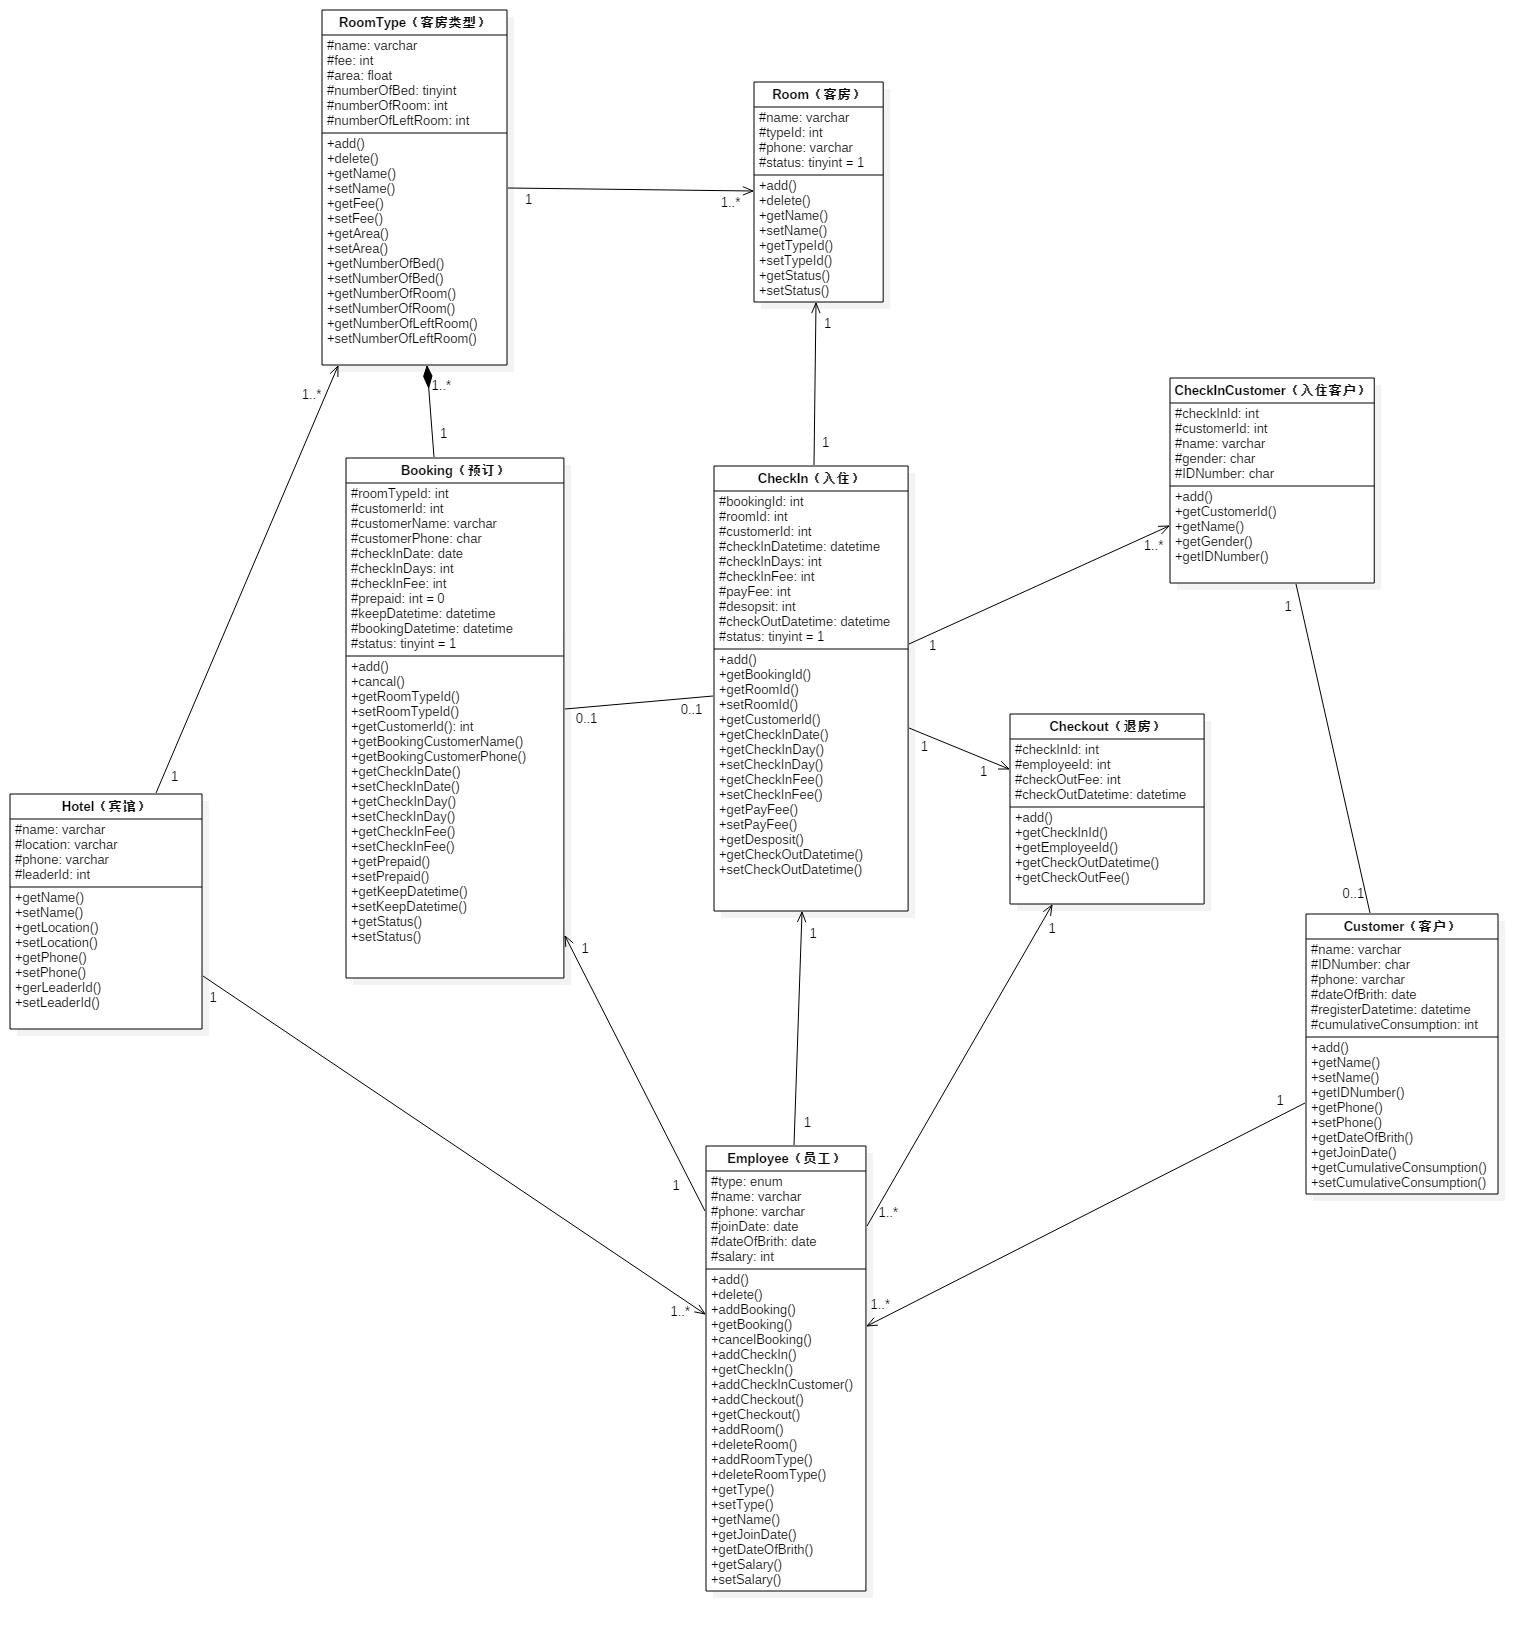 RoomType（客房类型）
#name: varchar
#fee: int
#area: float
#numberOfBed: tinyint
#numberOfRoom: int
#numberOfLeftRoom: int
+add()
+delete()
+getName()
+setName()
+getFee()
+setFee()
+getArea()
+setArea()
+getNumberOfBed()
+setNumberOfBed()
+getNumberOfRoom()
+setNumberOfRoom()
+getNumberOfLeftRoom()
+setNumberOfLeftRoom()
Room（客房）
#name: varchar
#typeId: int
#phone: varchar
#status: tinyint = 1
+add()
+delete()
+getName()
+setName()
+getTypeId()
+setTypeId()
+getStatus()
+setStatus()
1
1..*
1
1
1..*
1
1..*
1
CheckInCustomer（入住客户）
#checkInId: int
#customerId: int
#name: varchar
#gender: char
#IDNumber: char
+add()
+getCustomerId()
+getName()
+getGender()
+getIDNumber()
Booking（预订）
#roomTypeId: int
#customerId: int
#customerName: varchar
#customerPhone: char
#checkInDate: date
#checkInDays: int
#checkInFee: int
#prepaid: int = 0
#keepDatetime: datetime
#bookingDatetime: datetime
#status: tinyint = 1
+add()
+cancal()
+getRoomTypeId()
+setRoomTypeId()
+getCustomerId(): int
+getBookingCustomerName()
+getBookingCustomerPhone()
+getCheckInDate()
+setCheckInDate()
+getCheckInDay()
+setCheckInDay()
+getCheckInFee()
+setCheckInFee()
+getPrepaid()
+setPrepaid()
+getKeepDatetime()
+setKeepDatetime()
+getStatus()
+setStatus()
CheckIn（入住）
#bookingId: int
#roomId: int
#customerId: int
#checkInDatetime: datetime
#checkInDays: int
#checkInFee: int
#payFee: int
#desopsit: int
#checkOutDatetime: datetime
#status: tinyint = 1
+add()
+getBookingId()
+getRoomId()
+setRoomId()
+getCustomerId()
+getCheckInDate()
+getCheckInDay()
+setCheckInDay()
+getCheckInFee()
+setCheckInFee()
+getPayFee()
+setPayFee()
+getDesposit()
+getCheckOutDatetime()
+setCheckOutDatetime()
0..1
0..1
1
1..*
1
1
1
0..1
Checkout（退房）
#checkInId: int
#employeeId: int
#checkOutFee: int
#checkOutDatetime: datetime
+add()
+getCheckInId()
+getEmployeeId()
+getCheckOutDatetime()
+getCheckOutFee()
Hotel（宾馆）
#name: varchar
#location: varchar
#phone: varchar
#leaderId: int
+getName()
+setName()
+getLocation()
+setLocation()
+getPhone()
+setPhone()
+gerLeaderId()
+setLeaderId()
Customer（客户）
#name: varchar
#IDNumber: char
#phone: varchar
#dateOfBrith: date
#registerDatetime: datetime
#cumulativeConsumption: int
+add()
+getName()
+setName()
+getIDNumber()
+getPhone()
+setPhone()
+getDateOfBrith()
+getJoinDate()
+getCumulativeConsumption()
+setCumulativeConsumption()
1
1
1
1
1
1
1
1..*
1..*
1..*
Employee（员工）
#type: enum
#name: varchar
#phone: varchar
#joinDate: date
#dateOfBrith: date
#salary: int
+add()
+delete()
+addBooking()
+getBooking()
+cancelBooking()
+addCheckIn()
+getCheckIn()
+addCheckInCustomer()
+addCheckout()
+getCheckout()
+addRoom()
+deleteRoom()
+addRoomType()
+deleteRoomType()
+getType()
+setType()
+getName()
+getJoinDate()
+getDateOfBrith()
+getSalary()
+setSalary()